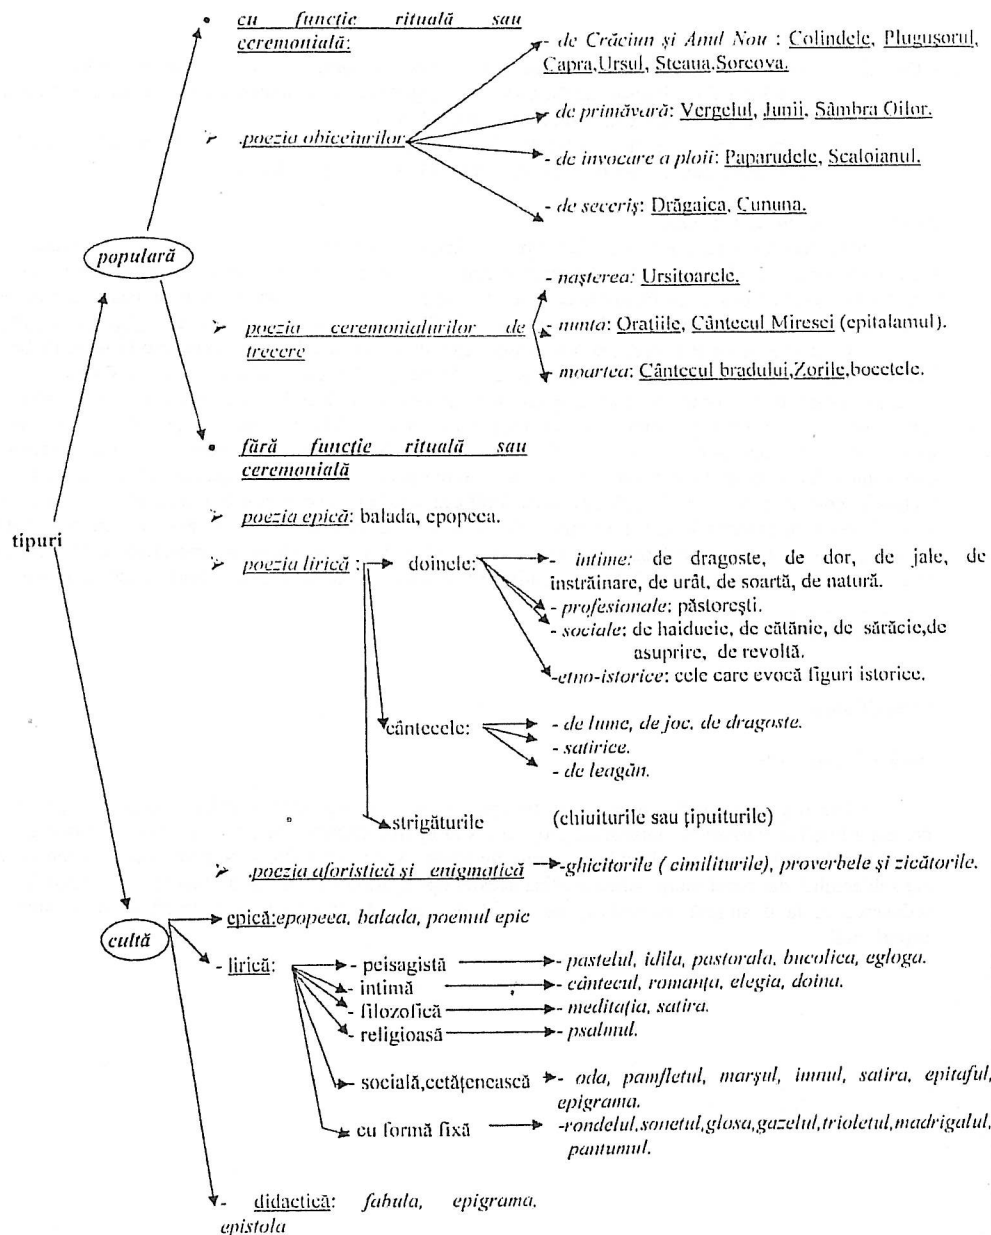 • cu funcție rituală sau
ceremonială:
- de Crăciun și Anul Nou : Colindele, Plugușorul,
Capra,Ursul, Steaua,Sorcova.
- de primăvară: Vergelul, Junii, Sâmbra Oilor.
➢ .poezia obiceiurilor
- de invocare a ploii: Paparudele, Scaloianul.
- de seceriș: Drăgaica, Cununa.
populară
- nașterea: Ursitoarele.
➢ poezia ceremonialurilor de
trecere
- nunta: Orațiile, Cântecul Miresei (epitalamul).
- moartea: Cântecul bradului,Zorile,bocetele.
• fără funcție rituală sau
ceremonială
➢ poezia epică: balada, epopeea.
tipuri
➢ poezia lirică : doinele: - intime: de dragoste, de dor, de jale, de
înstrăinare, de urât, de soartă, de natură.
- profesionale: păstorești.
- sociale: de haiducie, de cătănie, de sărăcie,de
asuprire, de revoltă.
-etno-istorice: cele care evocă figuri istorice.
cântecele: - de lume, de joc, de dragoste.
- satirice.
- de leagăn.
strigăturile (chiuiturile sau țipuiturile)
➢ .poezia aforistică și enigmatică -ghicitorile ( cimiliturile), proverbele și zicătorile.
epică:epopeea, balada, poemul epic
cultă
- lirică: - peisagistă - pastelul, idila, pastorala, bucolica, egloga.
- intimă - cântecul, romanța, elegia, doina.
- filozofică - meditația, satira.
- religioasă - psalmul.
- socială,cetățenească - oda, pamfletul, marșul, imnul, satira, epitaful,
epigrama.
- cu formă fixă -rondelul,sonetul,glosa,gazelul,trioletul,madrigalul,
pantumul.
- didactică: fabula, epigrama,
epistola